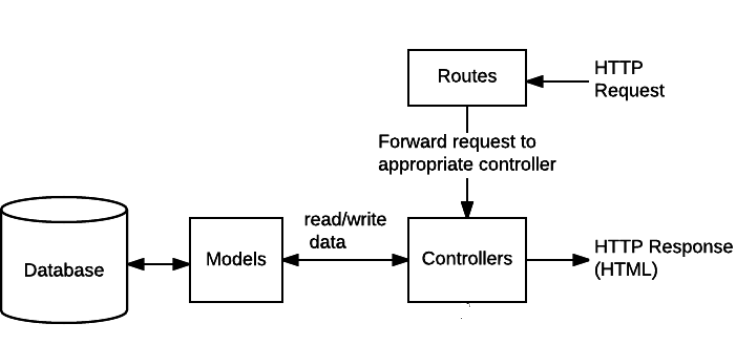 Routes
HTTP
Request
Forward request to
appropriate controller
Database
Models
read/write
data
Controllers
HTTP Response
(HTML)